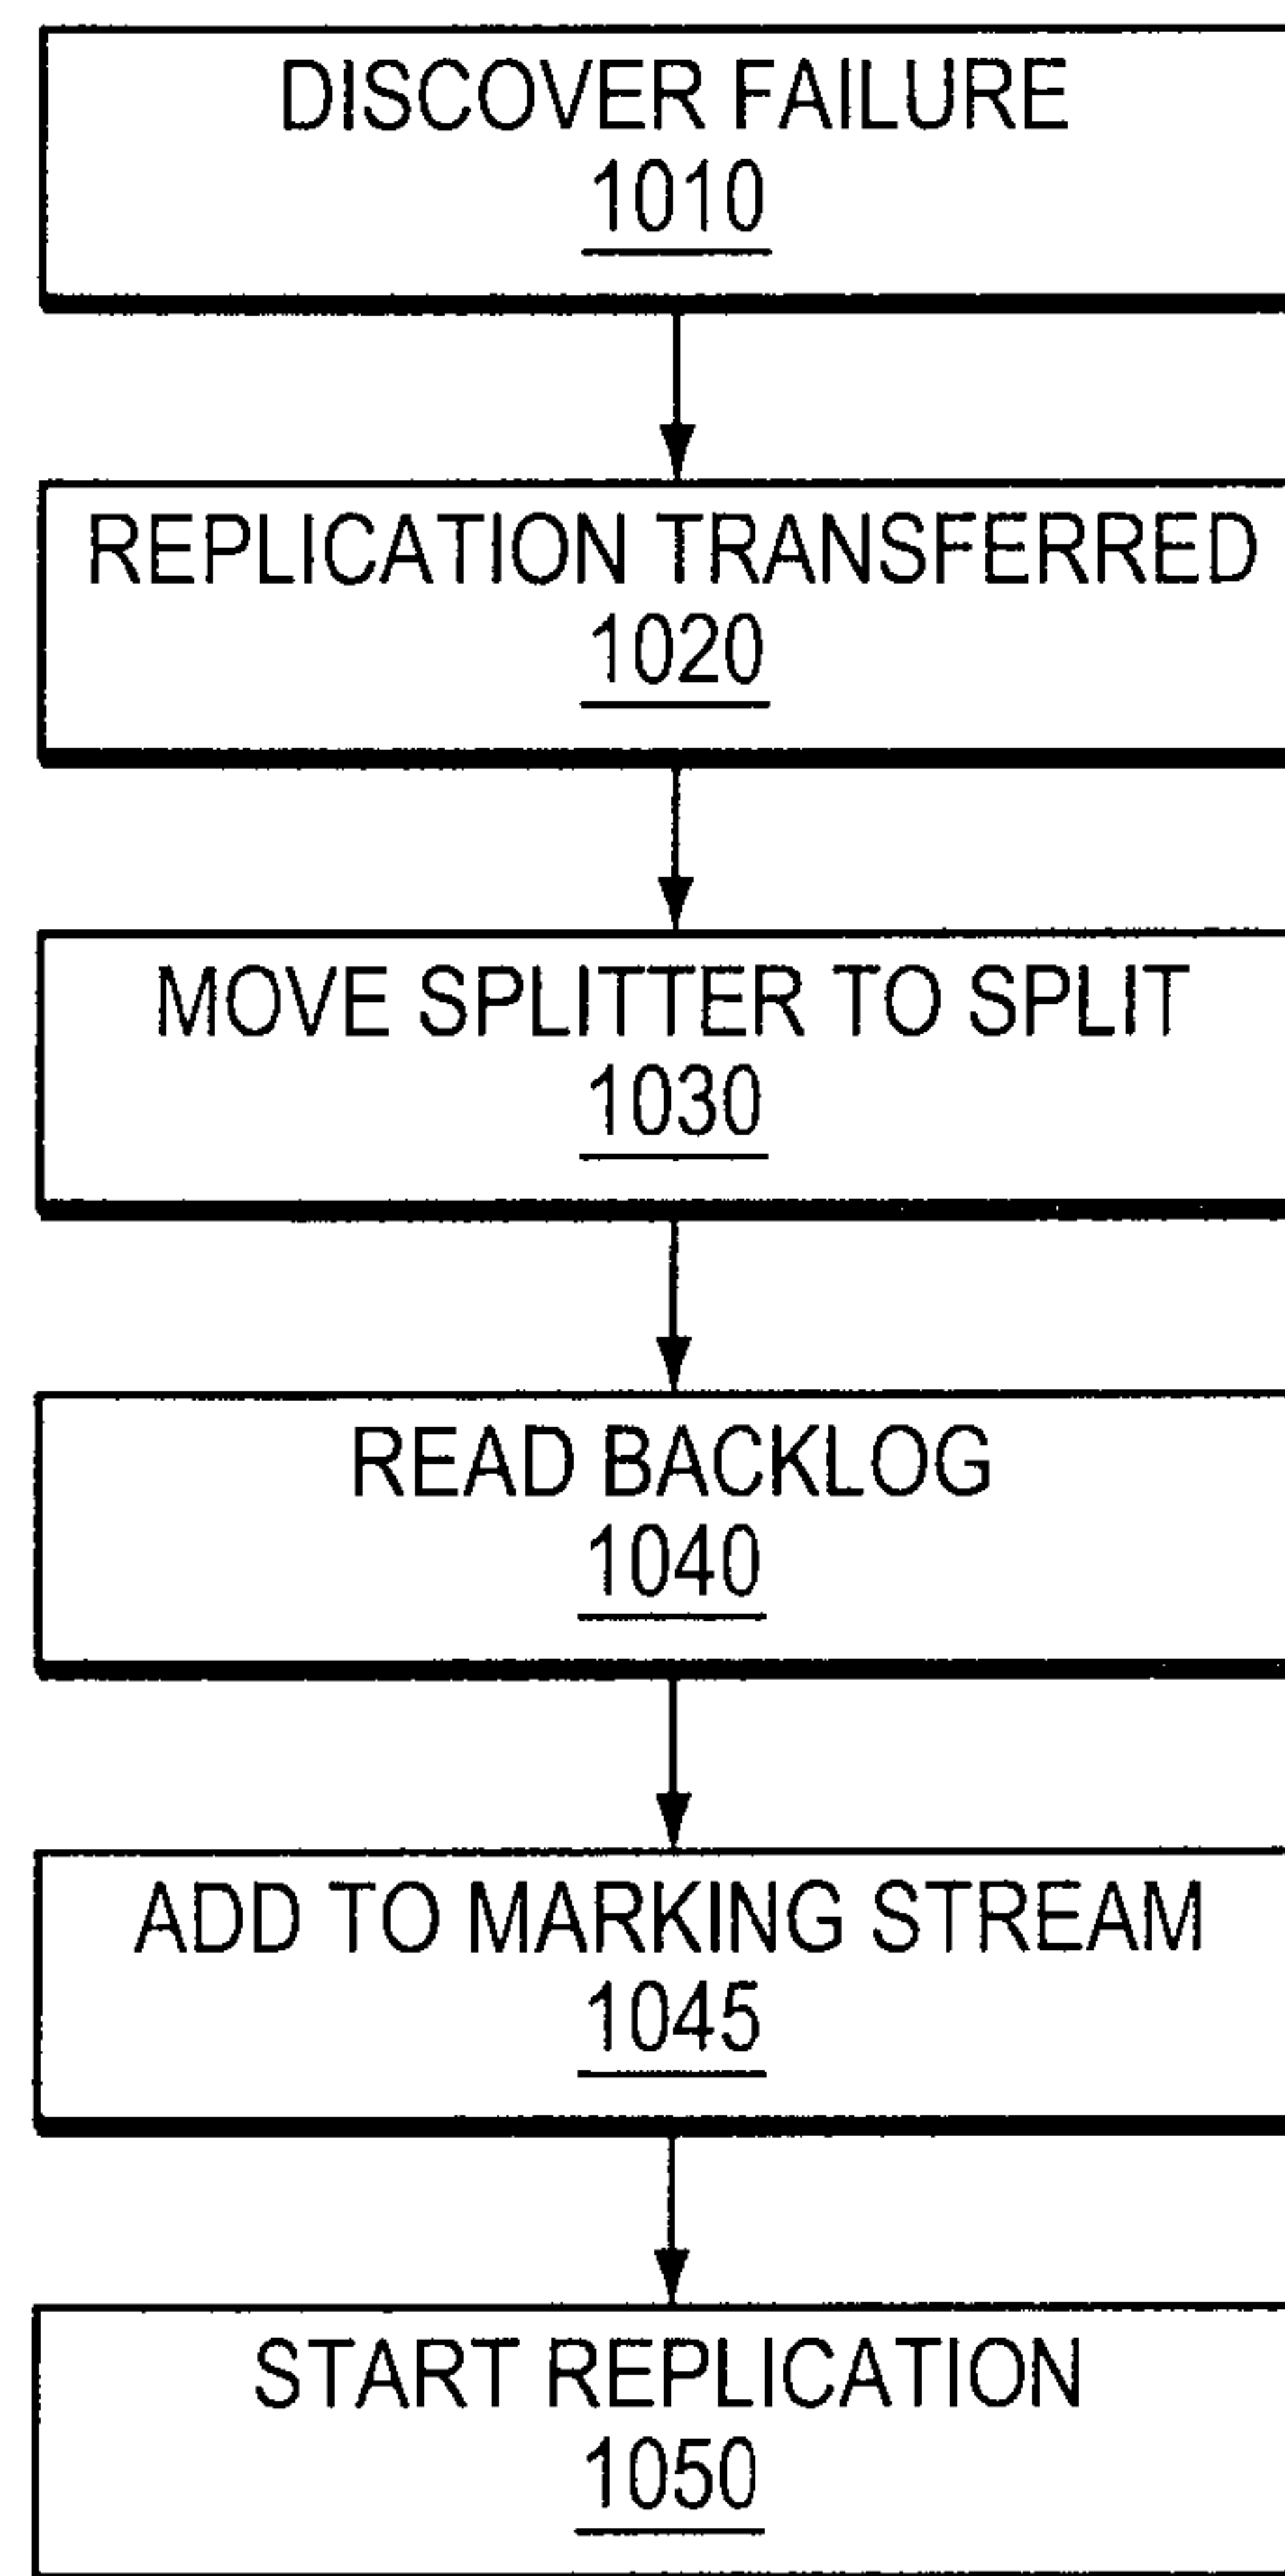 DISCOVER FAILURE
1010
REPLICATION TRANSFERRED
1020
MOVE SPLITTER TO SPLIT
1030
READ BACKLOG
1040
ADD TO MARKING STREAM
1045
START REPLICATION
1050